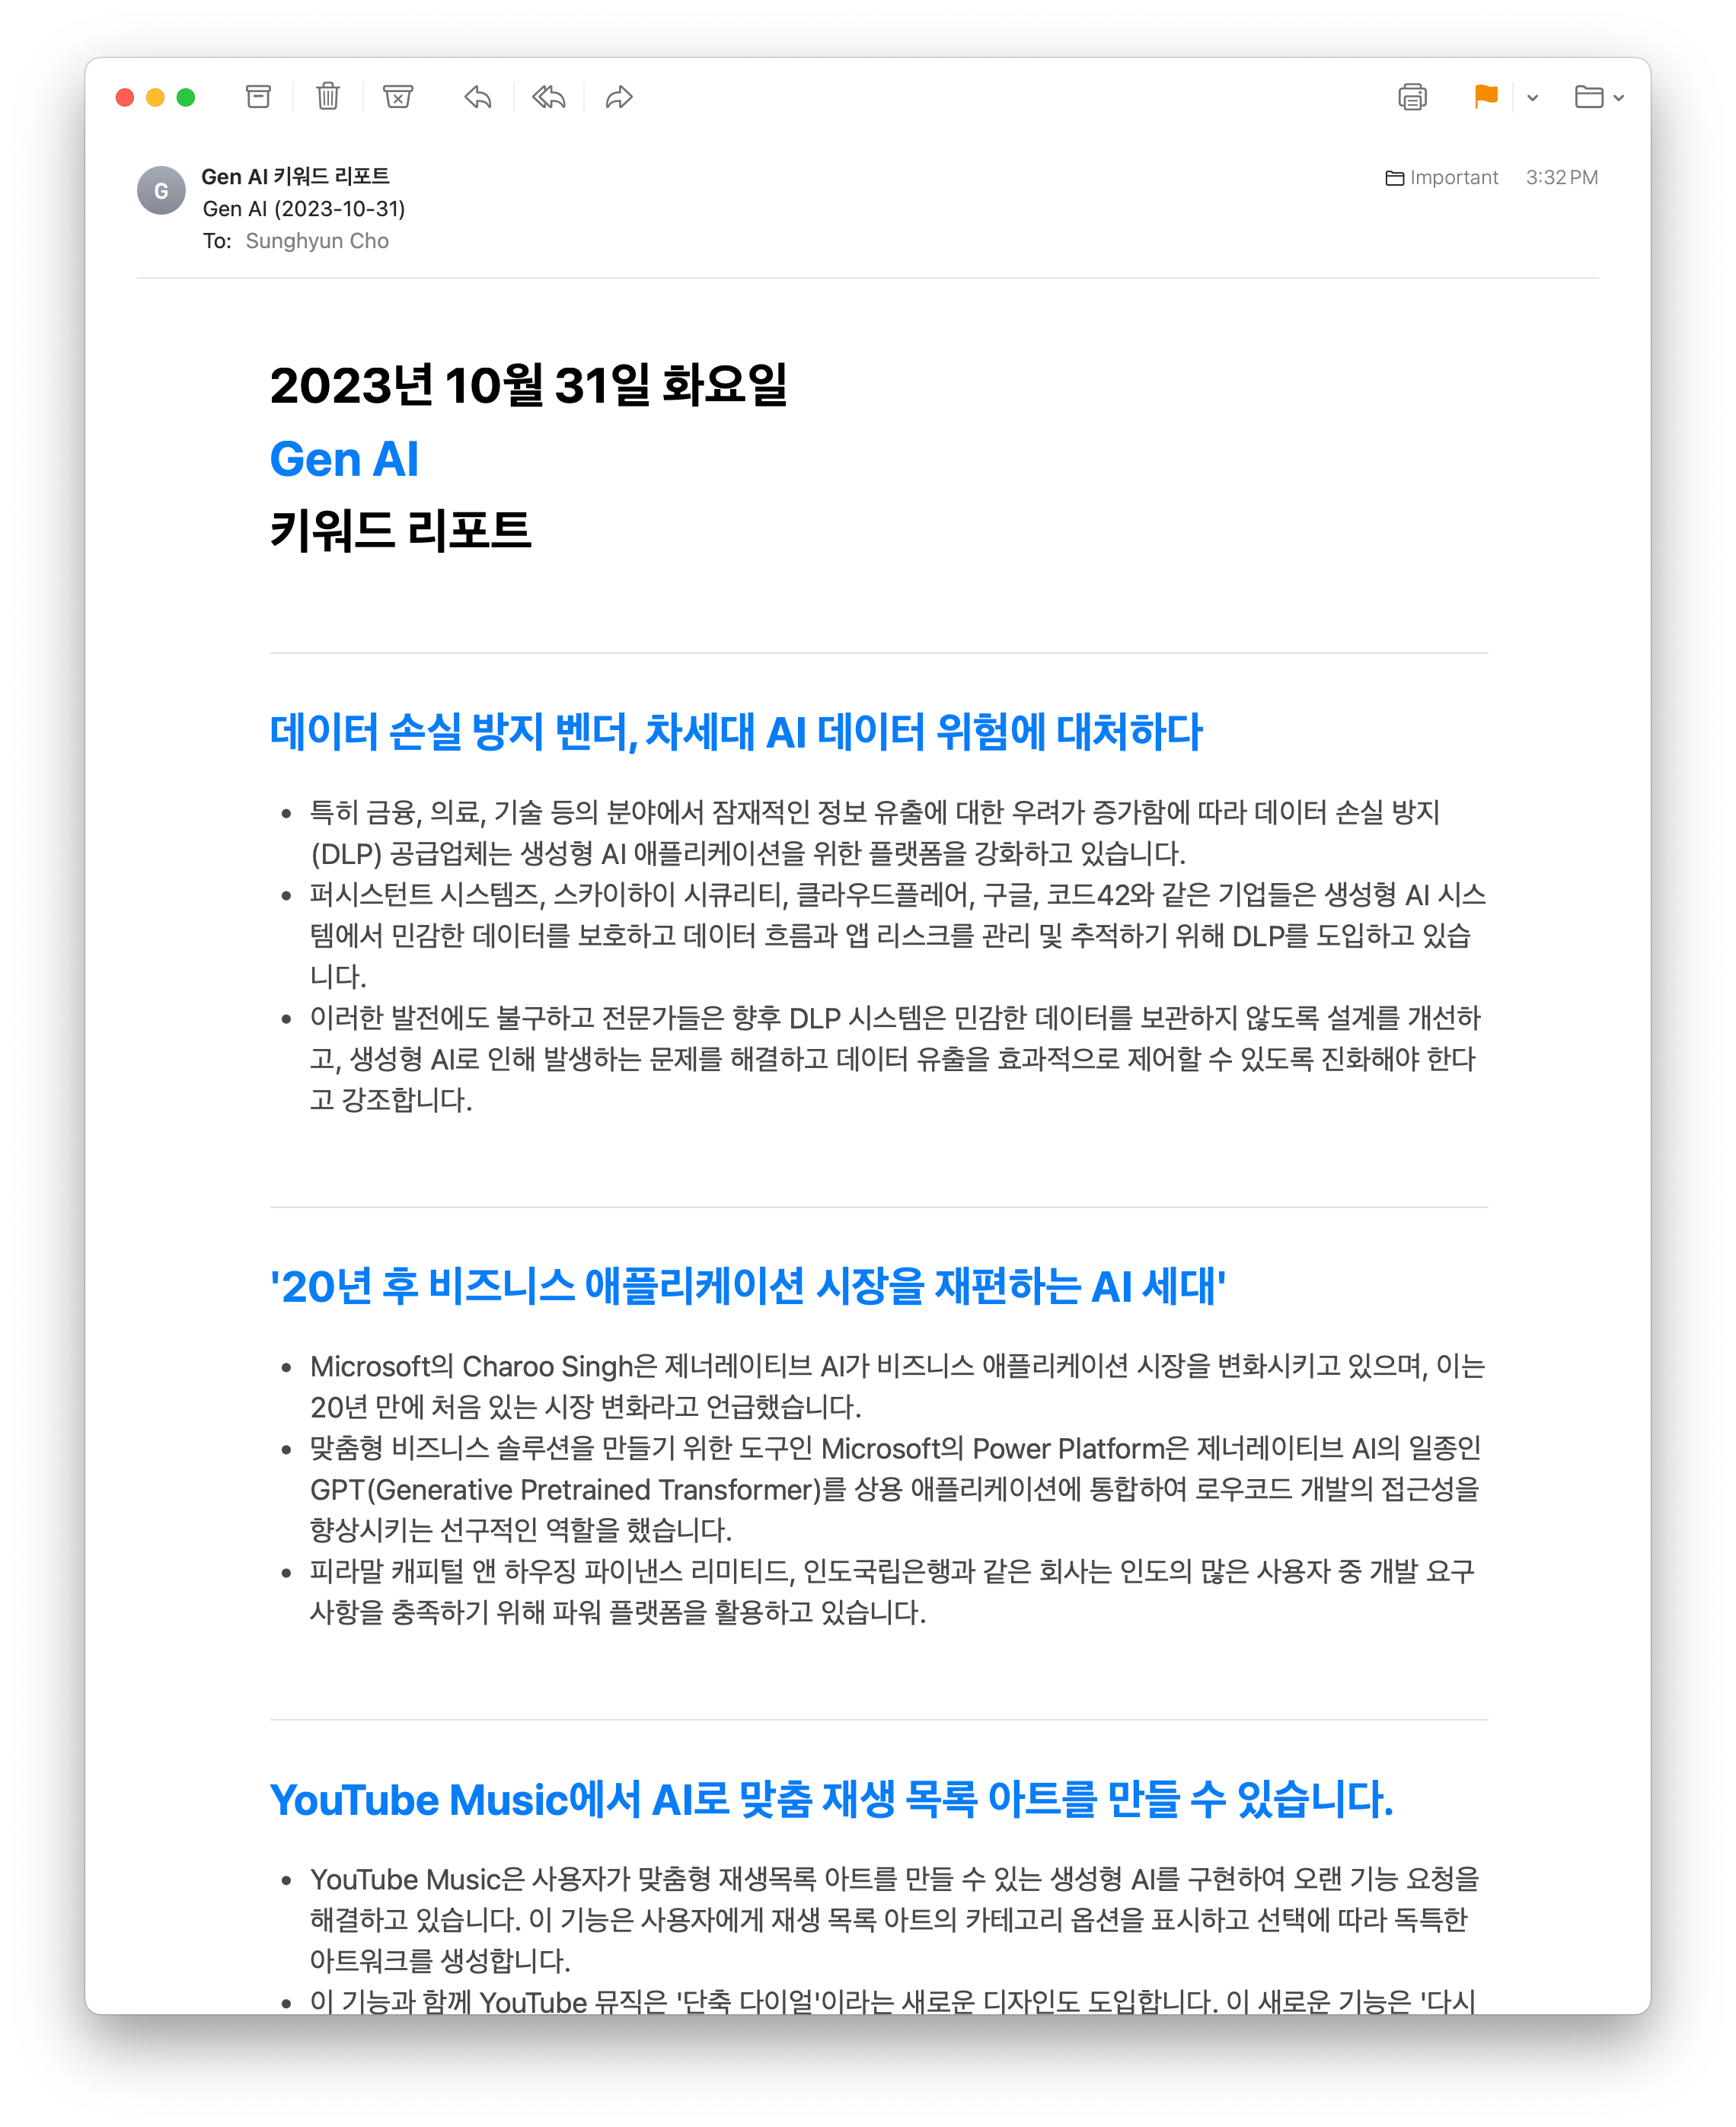 G
Gen AI 키워드 리포트
Important 3:32 PM
Gen AI (2023-10-31)
To: Sunghyun Cho
2023년 10월 31일 화요일
Gen AI
키워드 리포트
데이터 손실 방지 벤더, 차세대 AI 데이터 위험에 대처하다
• 특히 금융, 의료, 기술 등의 분야에서 잠재적인 정보 유출에 대한 우려가 증가함에 따라 데이터 손실 방지
(DLP) 공급업체는 생성형 AI 애플리케이션을 위한 플랫폼을 강화하고 있습니다.
• 퍼시스턴트 시스템즈, 스카이하이 시큐리티, 클라우드플레어, 구글, 코드42와 같은 기업들은 생성형 AI 시스
템에서 민감한 데이터를 보호하고 데이터 흐름과 앱 리스크를 관리 및 추적하기 위해 DLP를 도입하고 있습
니다.
• 이러한 발전에도 불구하고 전문가들은 향후 DLP 시스템은 민감한 데이터를 보관하지 않도록 설계를 개선하
고, 생성형 AI로 인해 발생하는 문제를 해결하고 데이터 유출을 효과적으로 제어할 수 있도록 진화해야 한다
고 강조합니다.
'20년 후 비즈니스 애플리케이션 시장을 재편하는 AI 세대'
• Microsoft의 Charoo Singh은 제너레이티브 AI가 비즈니스 애플리케이션 시장을 변화시키고 있으며, 이는
20년 만에 처음 있는 시장 변화라고 언급했습니다.
• 맞춤형 비즈니스 솔루션을 만들기 위한 도구인 Microsoft의 Power Platform은 제너레이티브 AI의 일종인
GPT(Generative Pretrained Transformer)를 상용 애플리케이션에 통합하여 로우코드 개발의 접근성을
향상시키는 선구적인 역할을 했습니다.
• 피라말 캐피털 앤 하우징 파이낸스 리미티드, 인도국립은행과 같은 회사는 인도의 많은 사용자 중 개발 요구
사항을 충족하기 위해 파워 플랫폼을 활용하고 있습니다.
YouTube Music에서 AI로 맞춤 재생 목록 아트를 만들 수 있습니다.
• YouTube Music은 사용자가 맞춤형 재생목록 아트를 만들 수 있는 생성형 AI를 구현하여 오랜 기능 요청을
해결하고 있습니다. 이 기능은 사용자에게 재생 목록 아트의 카테고리 옵션을 표시하고 선택에 따라 독특한
아트워크를 생성합니다.
• 이 기능과 함께 YouTube 뮤직은 '단축 다이얼'이라는 새로운 디자인도 도입합니다. 이 새로운 기능은 '다시